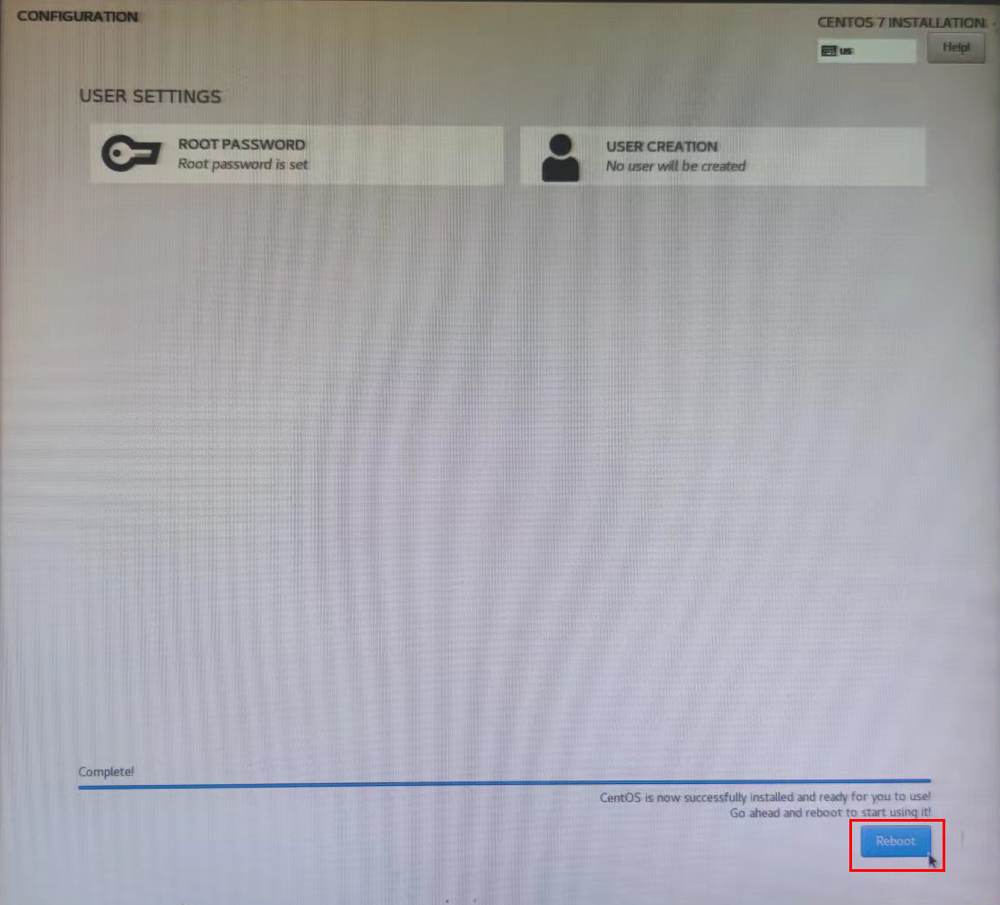 CONFIGURATION
CENTOS 7 INSTALLATION
us
Help!
USER SETTINGS
ROOT PASSWORD
Root password is set
USER CREATION
No user will be created
Complete!
CentOS is now successfully installed and ready for you to use!
Go ahead and reboot to start using it!
Reboot